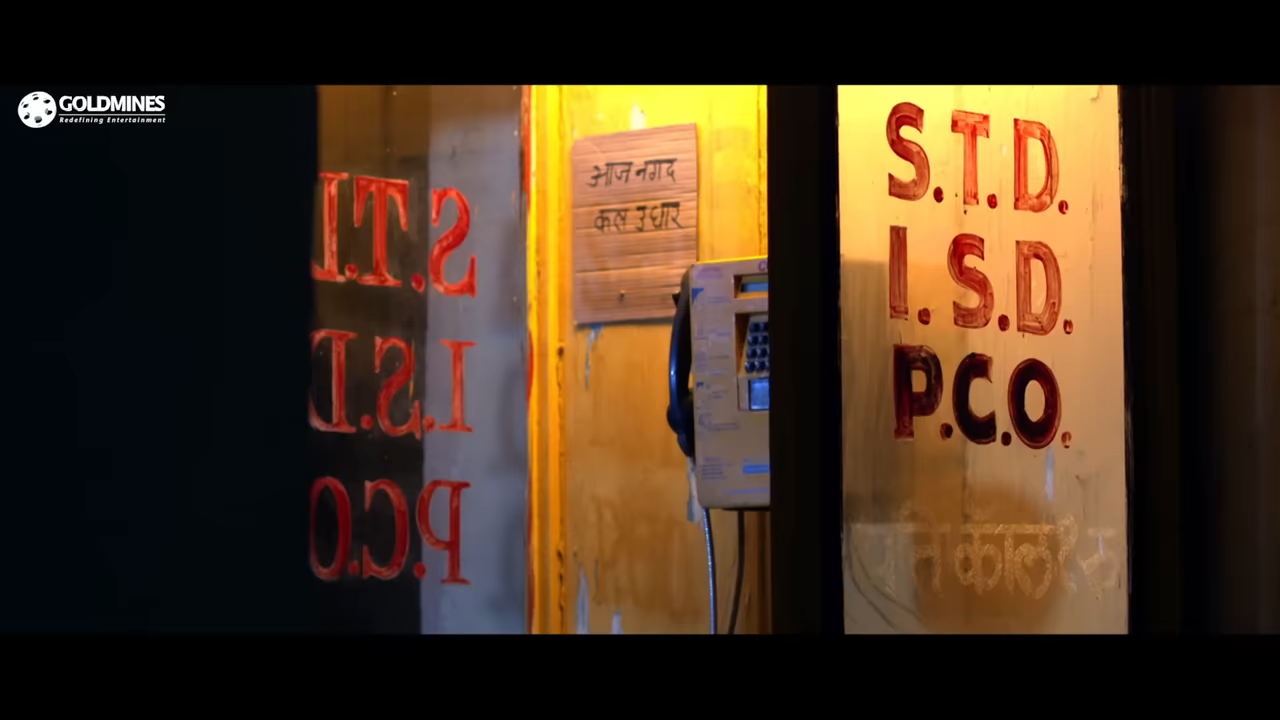 GOLDMINES
Redefining Entertainment
S.T.D.
I.S.D.
P.C.O.
आज नगद
कल उधार
S.T.D.
I.S.D.
P.C.O.